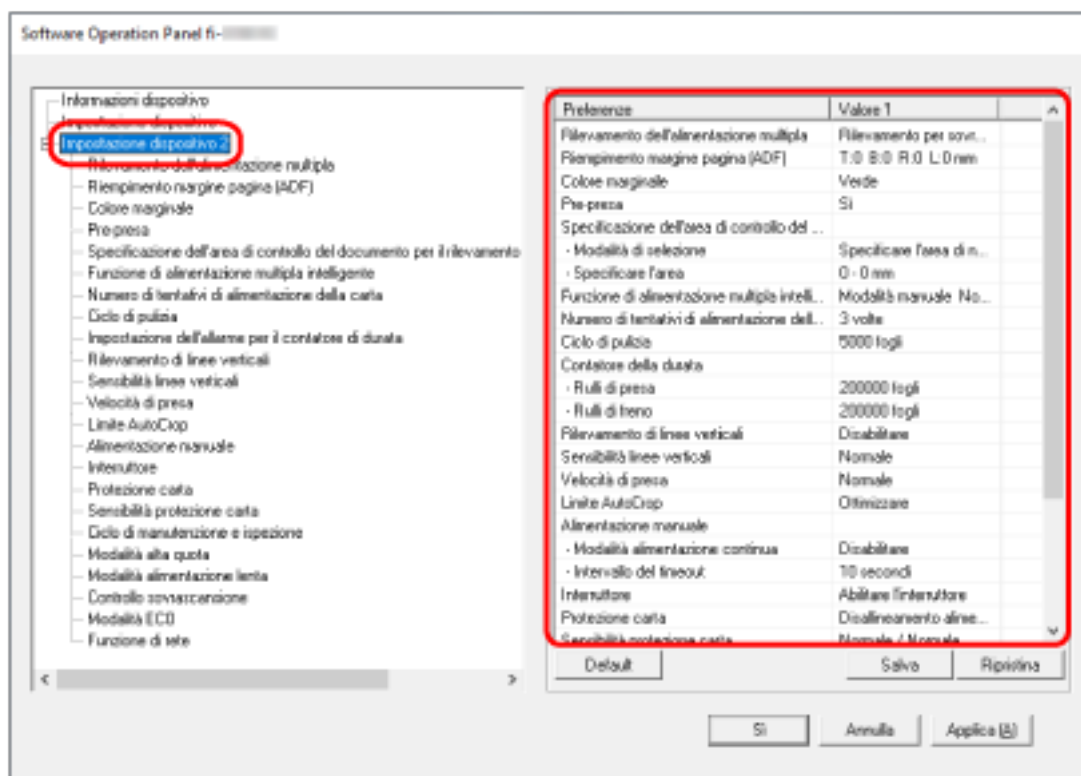 Software Operation Panel fi-
Informazioni dispositivo
Impostazione dispositivo
Impostazione dispositivo 2
Rilevamento dell'alimentazione multipla
Riempimento margine pagina (ADF)
Colore marginale
Pre-presa
Specificazione dell'area di controllo del documento per il rilevamento
Funzione di alimentazione multipla intelligente
Numero di tentativi di alimentazione della carta
Ciclo di pulizia
Impostazione dell'allarme per il contatore di durata
Rilevamento di linee verticali
Sensibilità linee verticali
Velocità di presa
Limite AutoCrop
Alimentazione manuale
Interruttore
Protezione carta
Sensibilità protezione carta
Ciclo di manutenzione e ispezione
Modalità alta quota
Modalità alimentazione lenta
Controllo sovrascansione
Modalità ECO
Funzione di rete
Preferenze Valore 1
Rilevamento dell'alimentazione multipla Rilevamento per sovr...
Riempimento margine pagina (ADF) T:0 B:0 R:0 L:0 mm
Colore marginale Verde
Pre-presa Sì
Specificazione dell'area di controllo del ...
- Modalità di selezione Specificare l'area di n...
- Specificare l'area 0 - 0 mm
Funzione di alimentazione multipla intelli... Modalità manuale No...
Numero di tentativi di alimentazione dell... 3 volte
Ciclo di pulizia 5000 fogli
Contatore della durata
- Rulli di presa 200000 fogli
- Rulli di freno 200000 fogli
Rilevamento di linee verticali Disabilitare
Sensibilità linee verticali Normale
Velocità di presa Normale
Limite AutoCrop Ottimizzare
Alimentazione manuale
- Modalità alimentazione continua Disabilitare
- Intervallo del timeout 10 secondi
Interruttore Abilitare l'interruttore
Protezione carta Disallineamento alime...
Sensibilità protezione carta Normale / Normale
Default Salva Ripristina
Sì Annulla Applica (A)